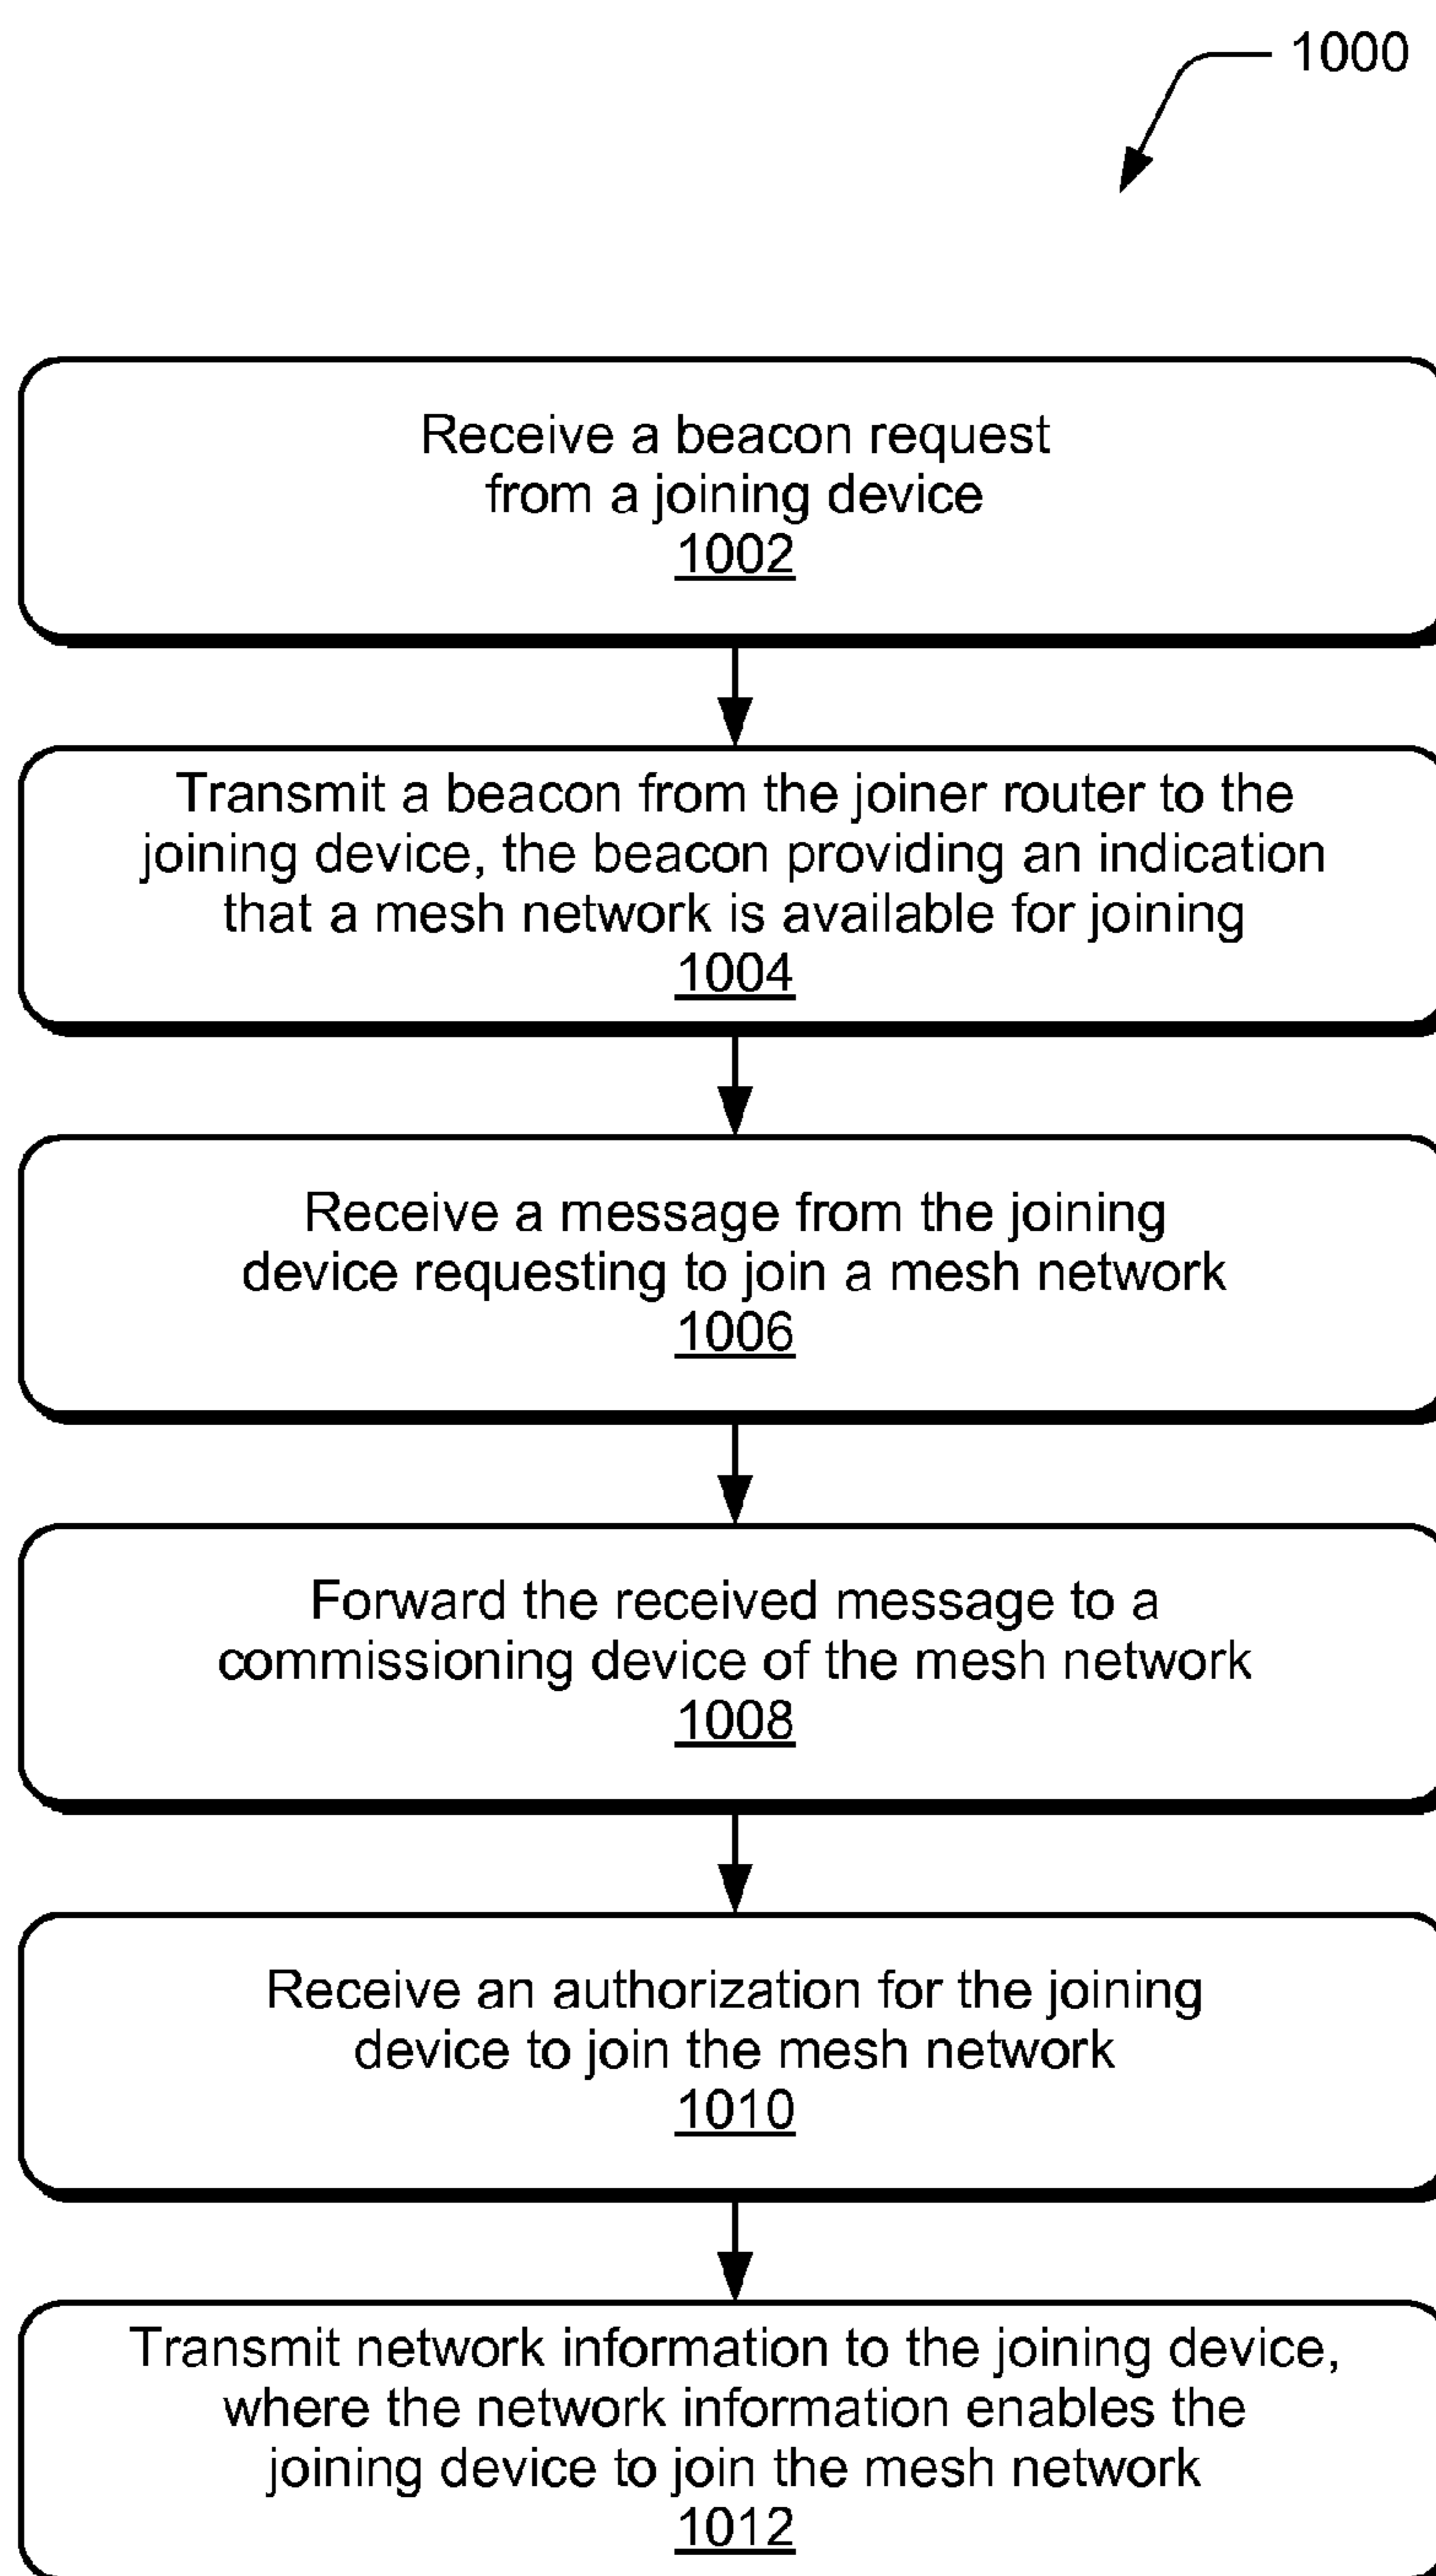 1000
Receive a beacon request
from a joining device
1002
Transmit a beacon from the joiner router to the
joining device, the beacon providing an indication
that a mesh network is available for joining
1004
Receive a message from the joining
device requesting to join a mesh network
1006
Forward the received message to a
commissioning device of the mesh network
1008
Receive an authorization for the joining
device to join the mesh network
1010
Transmit network information to the joining device,
where the network information enables the
joining device to join the mesh network
1012